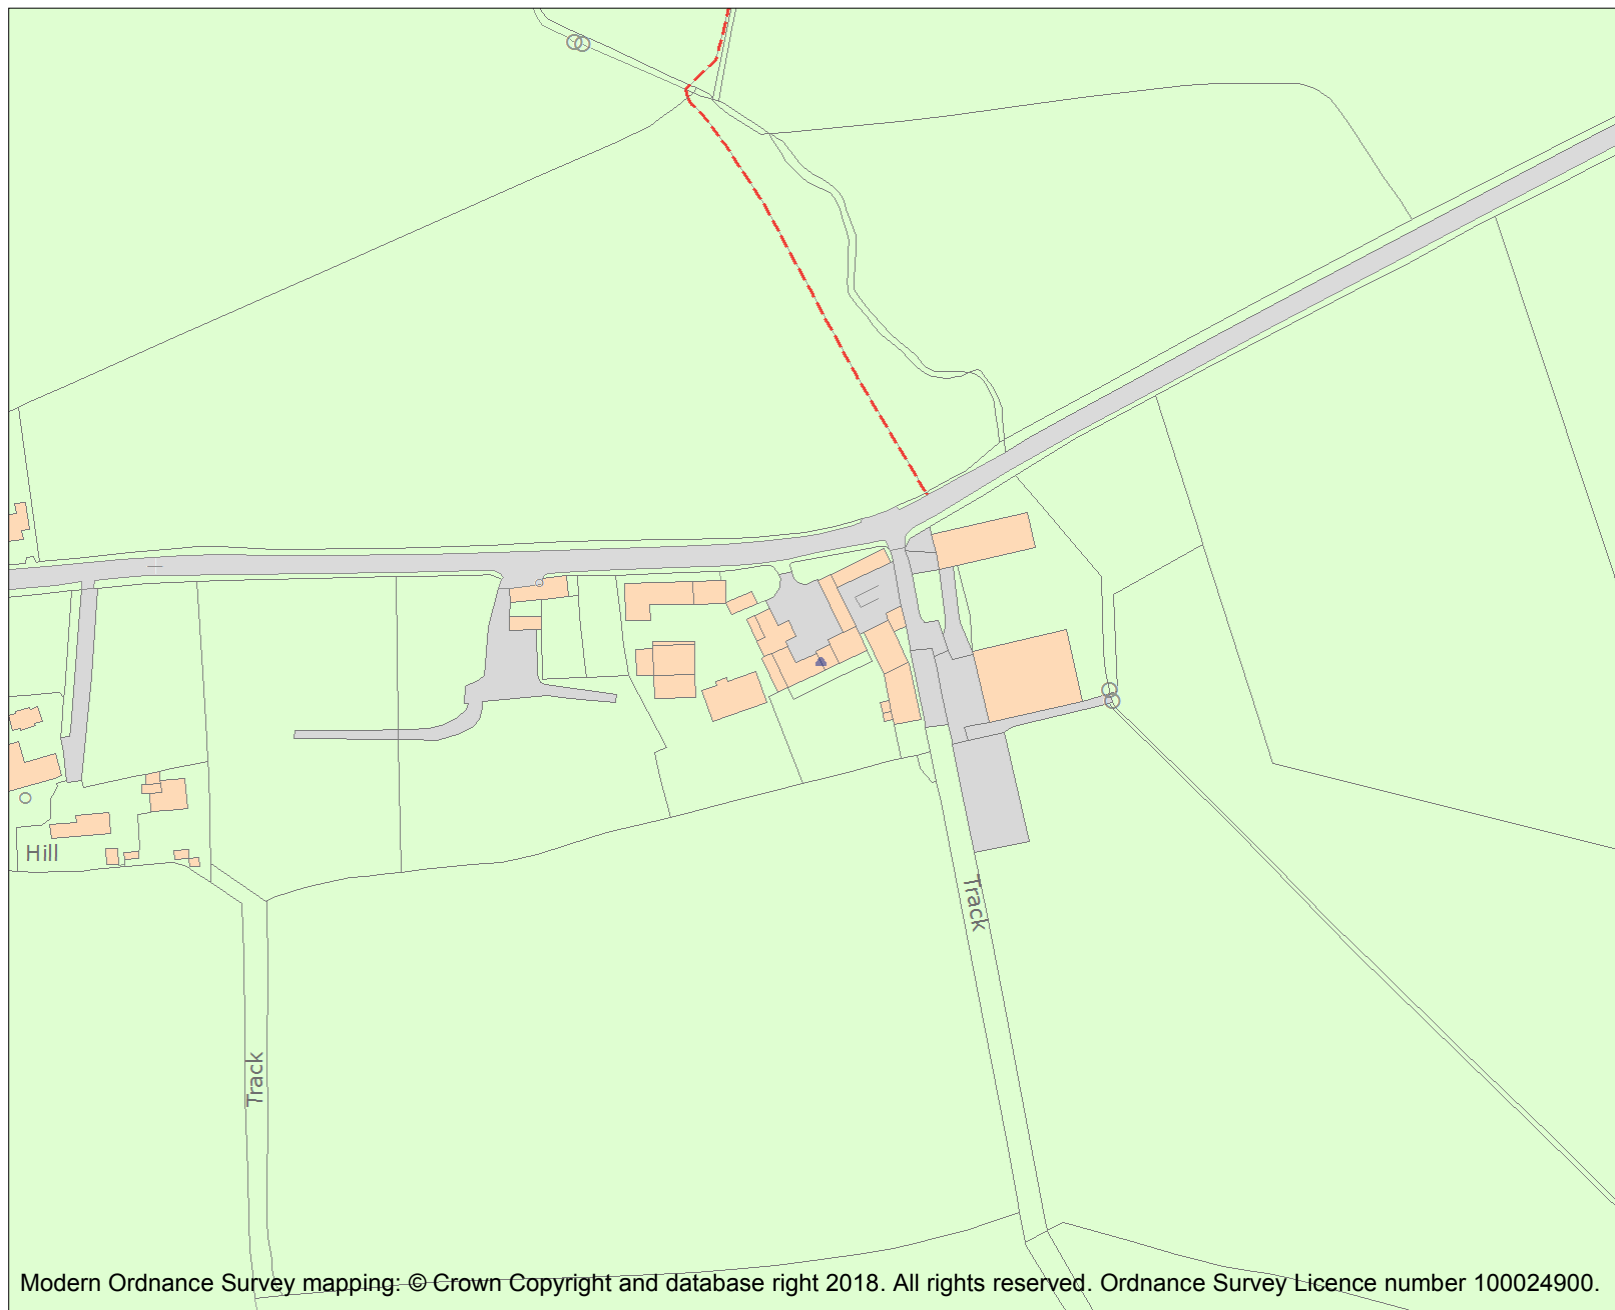 Hill
Track
Track
Modern Ordnance Survey mapping: © Crown Copyright and database right 2018. All rights reserved. Ordnance Survey Licence number 100024900.